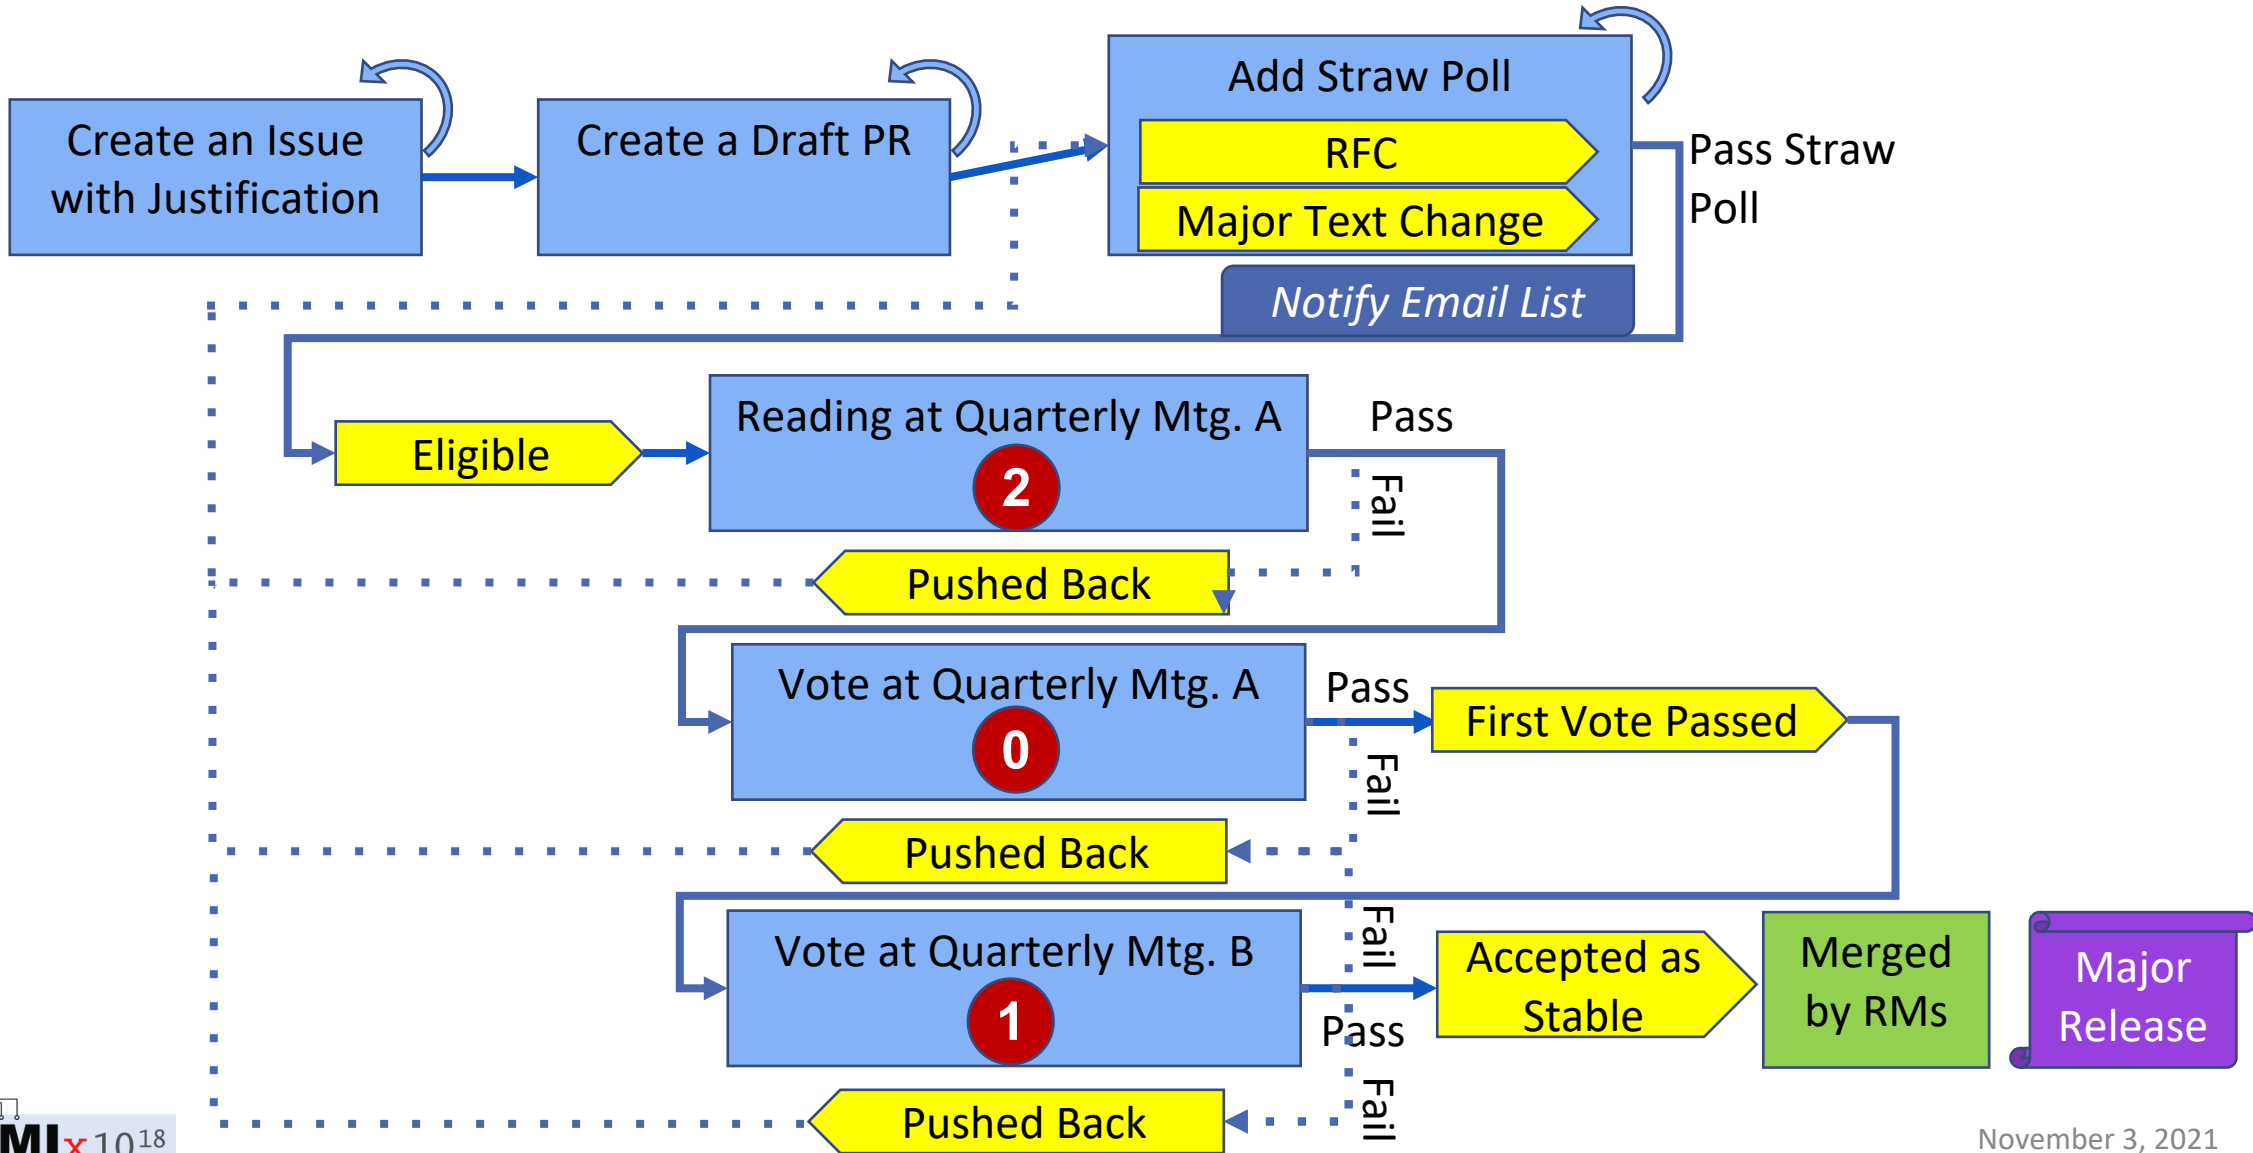 Create an Issue
with Justification
Create a Draft PR
Add Straw Poll
RFC
Major Text Change
Pass Straw
Poll
Notify Email List
Eligible
Reading at Quarterly Mtg. A
2
Pass
Fail
Pushed Back
Vote at Quarterly Mtg. A
0
Pass
First Vote Passed
Fail
Pushed Back
Vote at Quarterly Mtg. B
1
Fail
Pass
Accepted as
Stable
Merged
by RMs
Major
Release
Pushed Back
Fail
x 10¹⁸
November 3, 2021